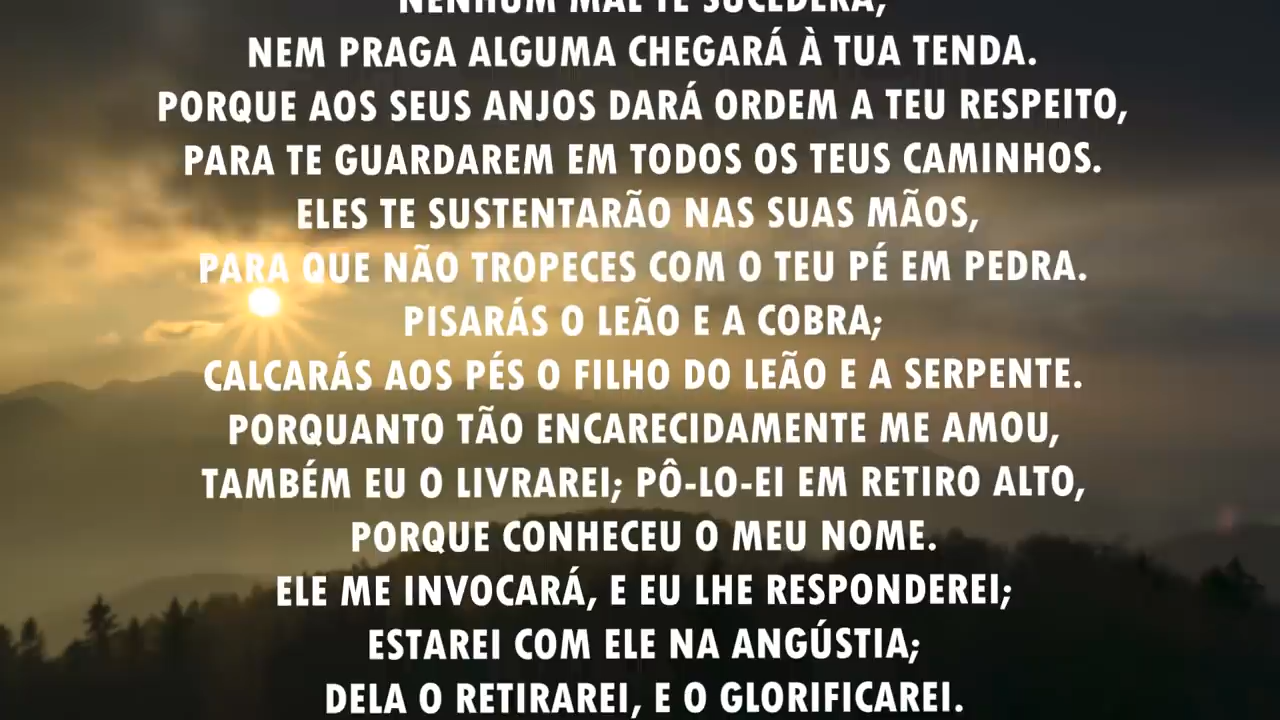 NENHUM MAL TE SUCEDERÁ,
NEM PRAGA ALGUMA CHEGARÁ À TUA TENDA.
PORQUE AOS SEUS ANJOS DARÁ ORDEM A TEU RESPEITO,
PARA TE GUARDAREM EM TODOS OS TEUS CAMINHOS.
ELES TE SUSTENTARÃO NAS SUAS MÃOS,
PARA QUE NÃO TROPECES COM O TEU PÉ EM PEDRA.
PISARÁS O LEÃO E A COBRA;
CALCARÁS AOS PÉS O FILHO DO LEÃO E A SERPENTE.
PORQUANTO TÃO ENCARECIDAMENTE ME AMOU,
TAMBÉM EU O LIVRAREI; PÔ-LO-EI EM RETIRO ALTO,
PORQUE CONHECEU O MEU NOME.
ELE ME INVOCARÁ, E EU LHE RESPONDEREI;
ESTAREI COM ELE NA ANGÚSTIA;
DELA O RETIRAREI, E O GLORIFICAREI.